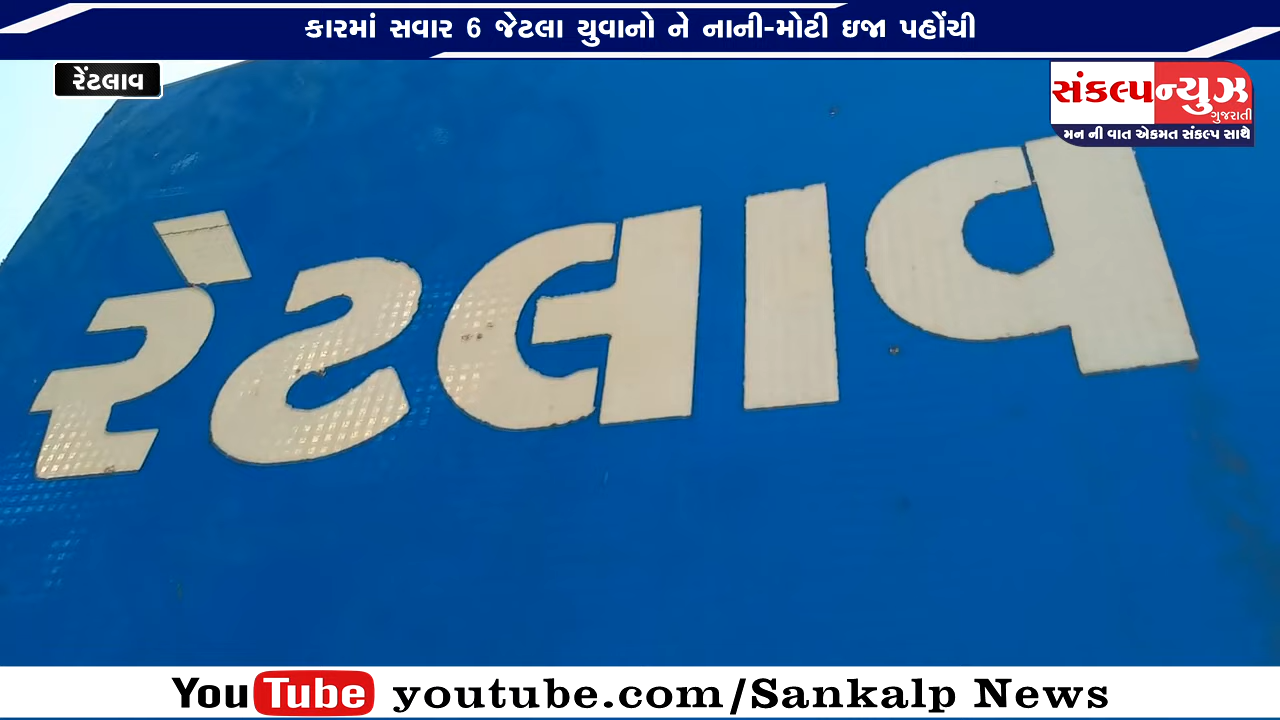 કારમાં સવાર 6 જેટલા યુવાનો ને નાની-મોટી ઇજા પહોંચી
રેંટલાવ
સંકલ્પન્યુઝ
ગુજરાતી
મન ની વાત એકમત સંકલ્પ સાથે
રેટલાવ
YouTube youtube.com/Sankalp News